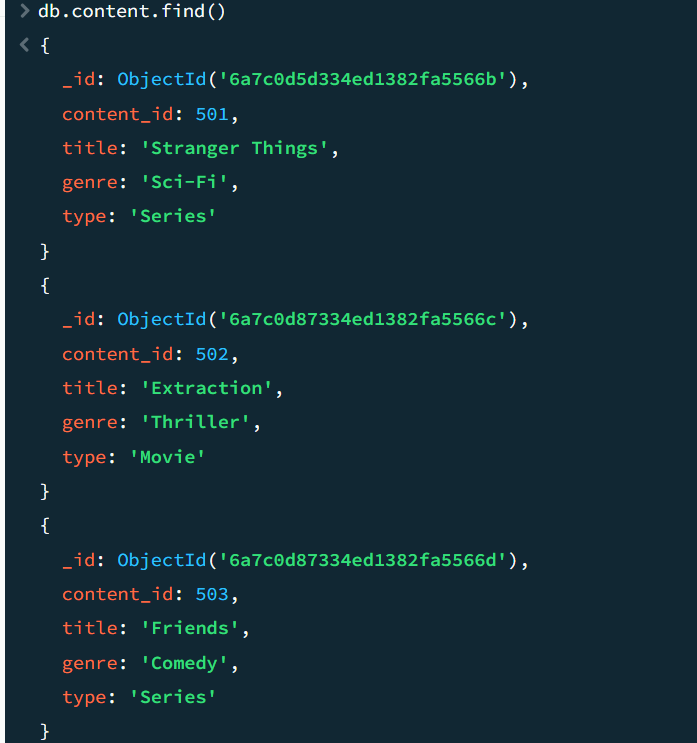 > db.content.find()
< {
_id: ObjectId('6a7c0d5d334ed1382fa5566b'),
content_id: 501,
title: 'Stranger Things',
genre: 'Sci-Fi',
type: 'Series'
}
{
_id: ObjectId('6a7c0d87334ed1382fa5566c'),
content_id: 502,
title: 'Extraction',
genre: 'Thriller',
type: 'Movie'
}
{
_id: ObjectId('6a7c0d87334ed1382fa5566d'),
content_id: 503,
title: 'Friends',
genre: 'Comedy',
type: 'Series'
}